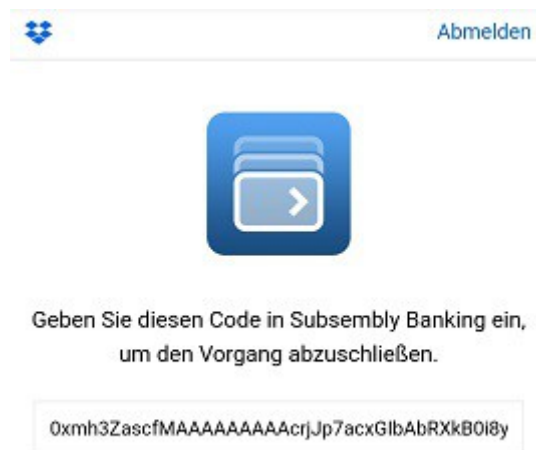 Abmelden
Geben Sie diesen Code in Subsembly Banking ein,
um den Vorgang abzuschließen.
0xmh3ZascfMAAAAAAAAAcrjJp7acxGIbAbRXkB0i8y